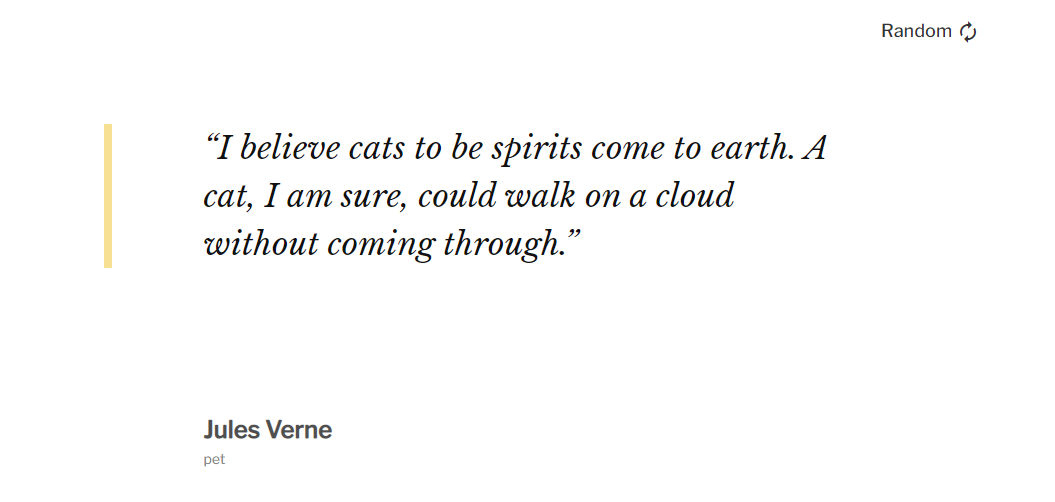 Random
“I believe cats to be spirits come to earth. A
cat, I am sure, could walk on a cloud
without coming through.”
Jules Verne
pet